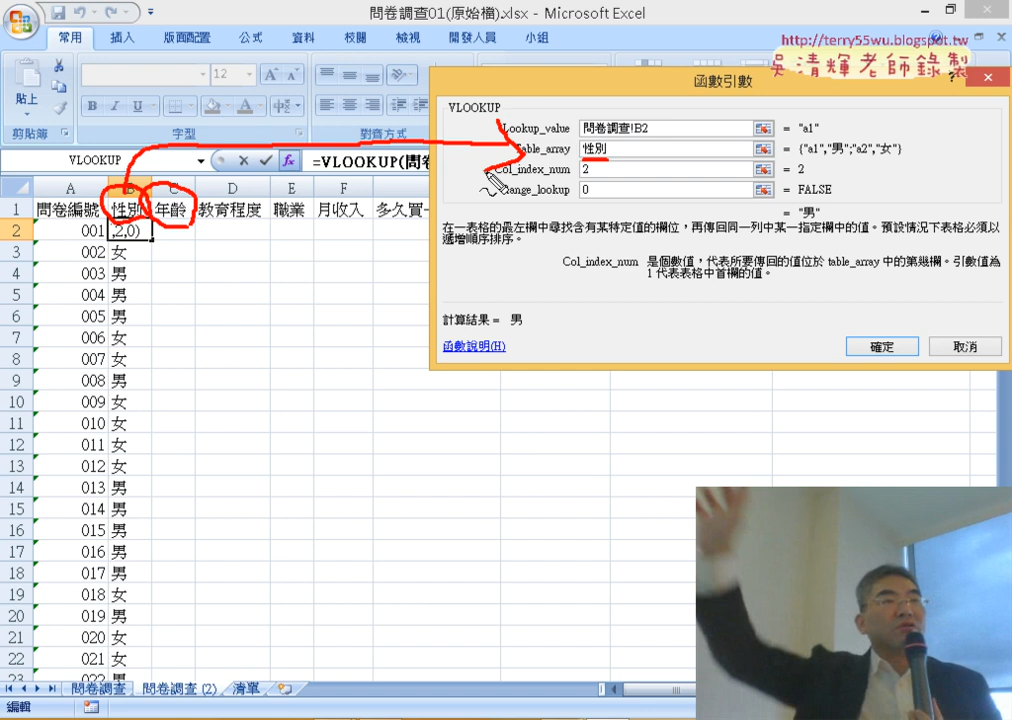 問卷調查01(原始檔).xlsx - Microsoft Excel
常用 插入 版面配置 公式 資料 校閱 檢視 開發人員 小組
http://terry55wu.blogspot.tw
吳清輝老師錄製
貼上
12 A A
B I U A 中
剪貼簿 字型 對齊方式
函數引數
VLOOKUP
Lookup_value 問卷調查!B2 = "a1"
Table_array 性別 = {"a1","男";"a2","女"}
Col_index_num 2 = 2
Range_lookup 0 = FALSE
= "男"
在一表格的最左欄中尋找含有某特定值的欄位，再傳回同一列中某一指定欄中的值。預設情況下表格必須以
遞增順序排序。
Col_index_num 是個數值，代表所要傳回的值位於 table_array 中的第幾欄。引數值為
1 代表表格中首欄的值。
計算結果 = 男
函數說明(H)
確定 取消
VLOOKUP fx =VLOOKUP(問卷
A B C D E F
1 問卷編號 性別 年齡 教育程度 職業 月收入 多久買一
2 001 ,2,0)
3 002 女
4 003 男
5 004 男
6 005 男
7 006 女
8 007 女
9 008 男
10 009 女
11 010 女
12 011 女
13 012 女
14 013 男
15 014 男
16 015 男
17 016 男
18 017 男
19 018 女
20 019 男
21 020 女
22 021 女
23 022 男
問卷調查 問卷調查 (2) 清單
編輯